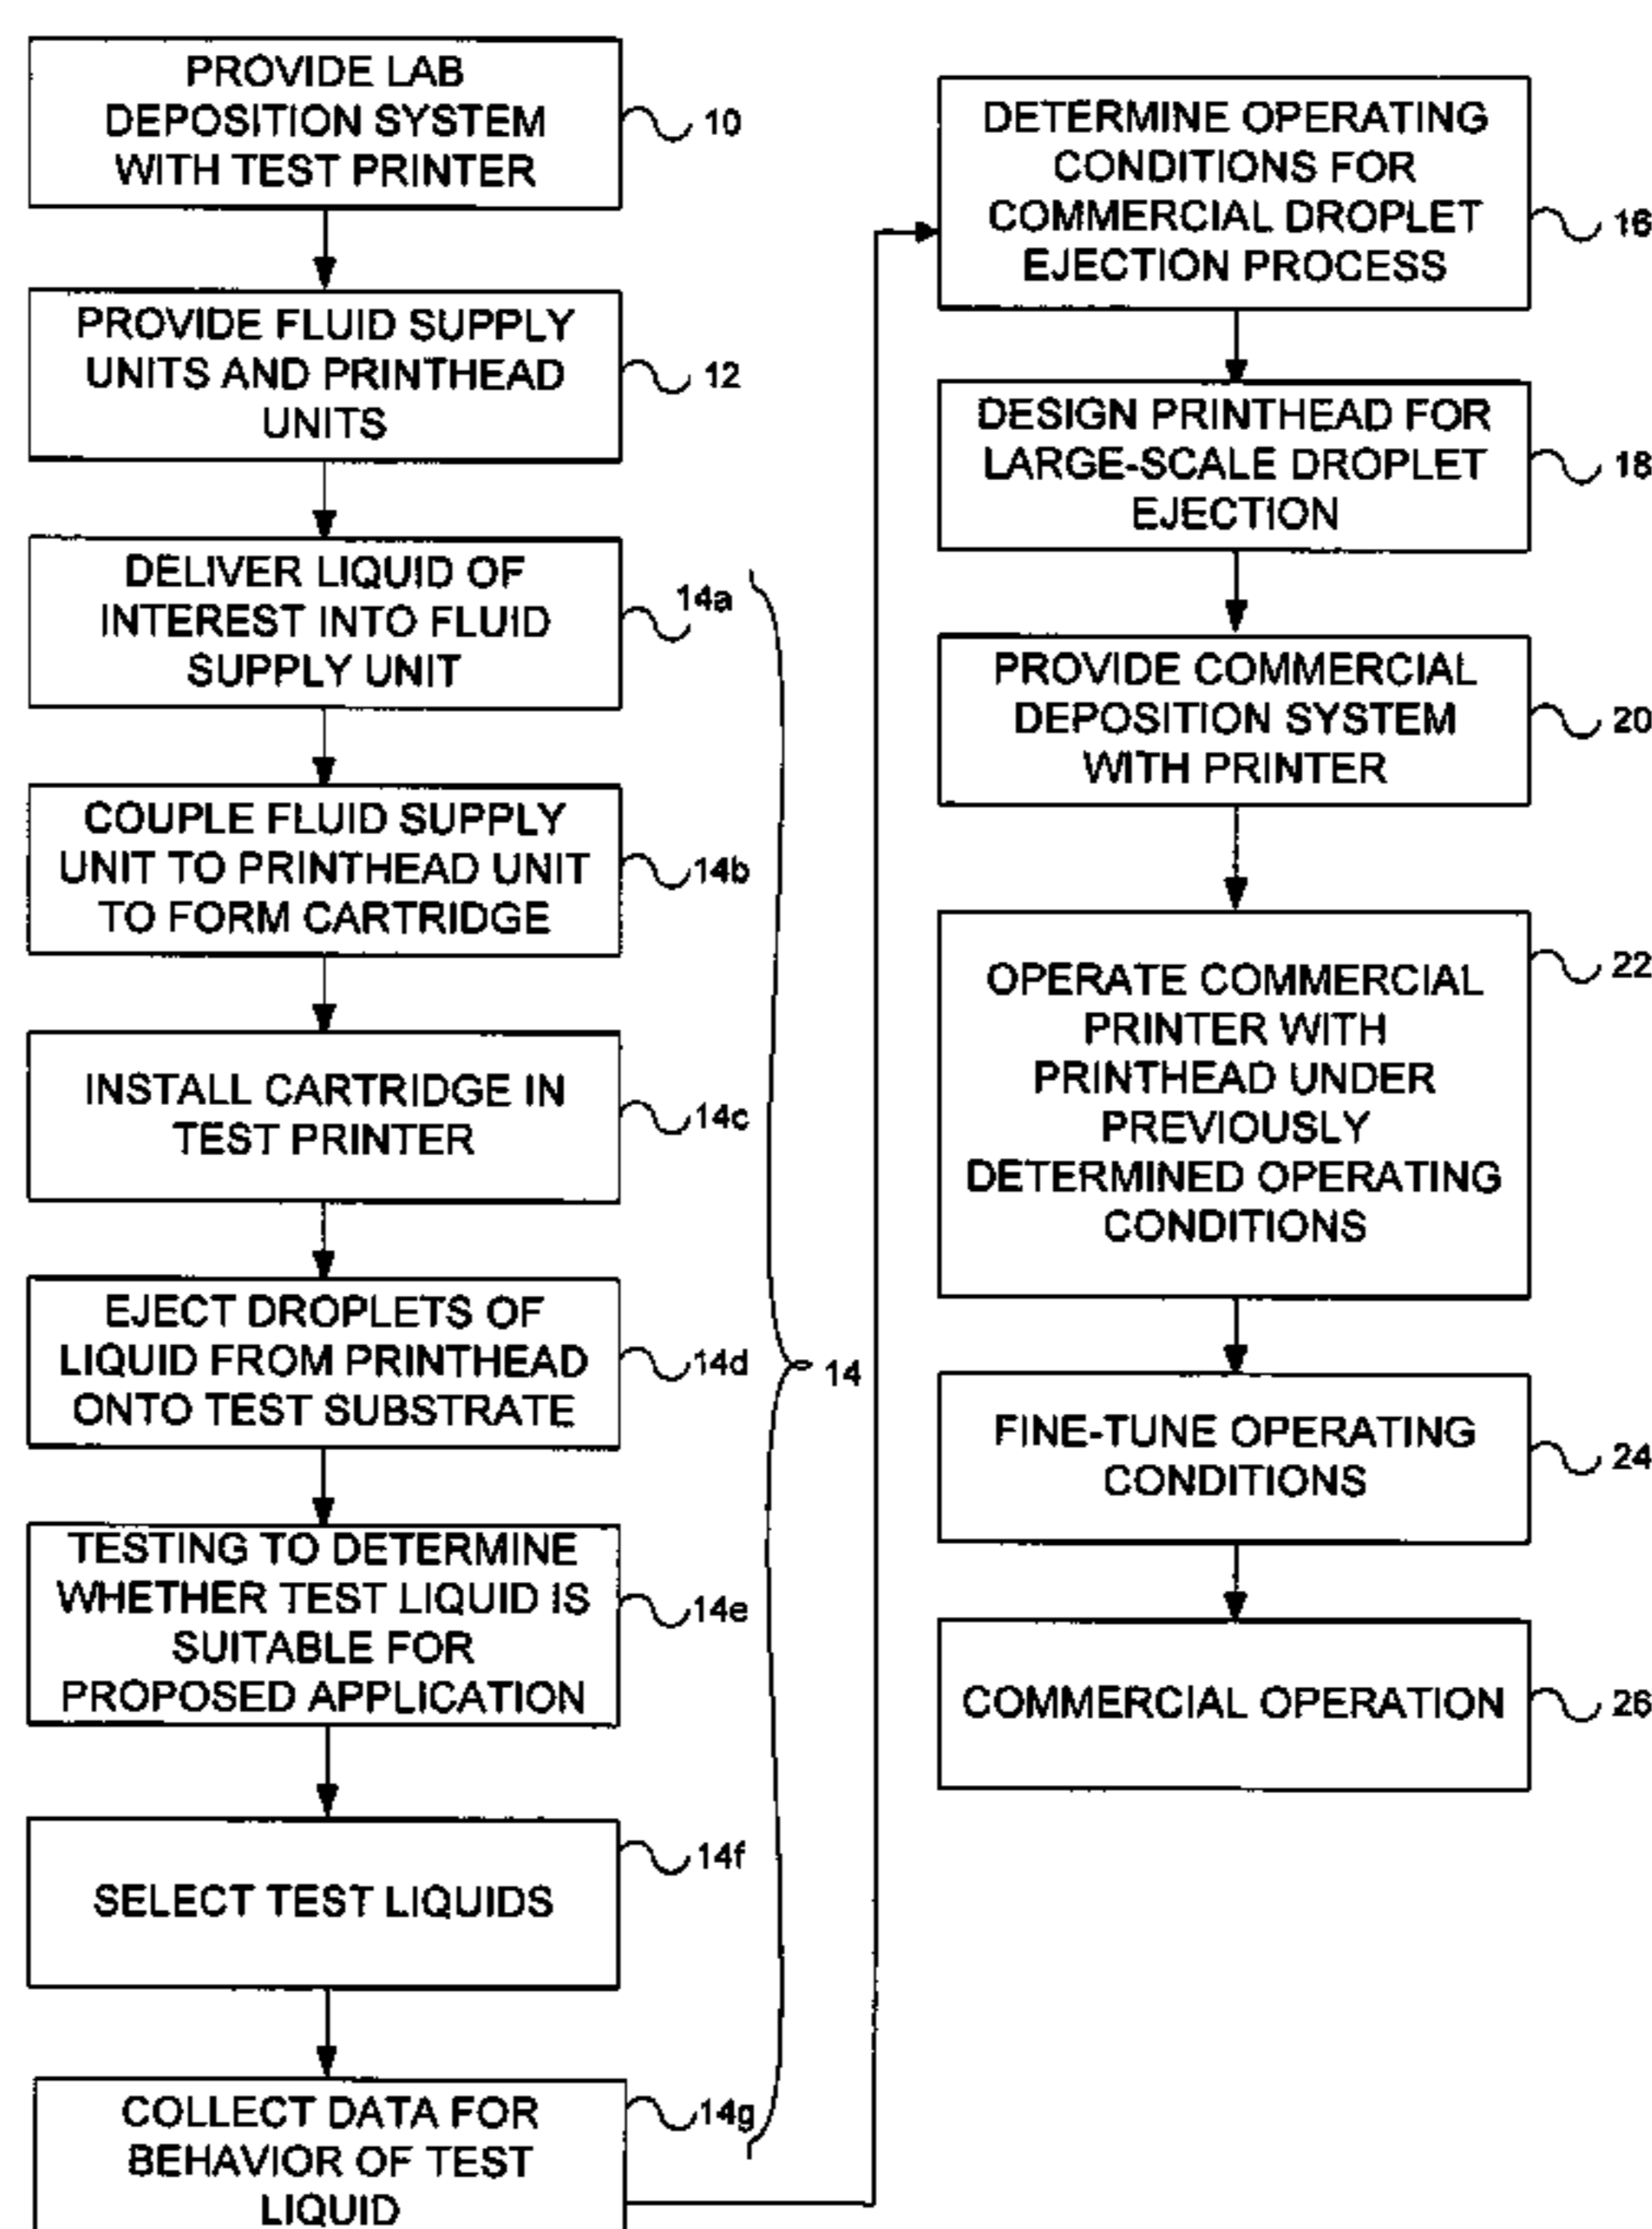 PROVIDE LAB
DEPOSITION SYSTEM
WITH TEST PRINTER
10
PROVIDE FLUID SUPPLY
UNITS AND PRINTHEAD
UNITS
12
DELIVER LIQUID OF
INTEREST INTO FLUID
SUPPLY UNIT
14a
COUPLE FLUID SUPPLY
UNIT TO PRINTHEAD UNIT
TO FORM CARTRIDGE
14b
INSTALL CARTRIDGE IN
TEST PRINTER
14c
EJECT DROPLETS OF
LIQUID FROM PRINTHEAD
ONTO TEST SUBSTRATE
14d
TESTING TO DETERMINE
WHETHER TEST LIQUID IS
SUITABLE FOR
PROPOSED APPLICATION
14e
SELECT TEST LIQUIDS
14f
COLLECT DATA FOR
BEHAVIOR OF TEST
LIQUID
14g
14
DETERMINE OPERATING
CONDITIONS FOR
COMMERCIAL DROPLET
EJECTION PROCESS
16
DESIGN PRINTHEAD FOR
LARGE-SCALE DROPLET
EJECTION
18
PROVIDE COMMERCIAL
DEPOSITION SYSTEM
WITH PRINTER
20
OPERATE COMMERCIAL
PRINTER WITH
PRINTHEAD UNDER
PREVIOUSLY
DETERMINED OPERATING
CONDITIONS
22
FINE-TUNE OPERATING
CONDITIONS
24
COMMERCIAL OPERATION
26